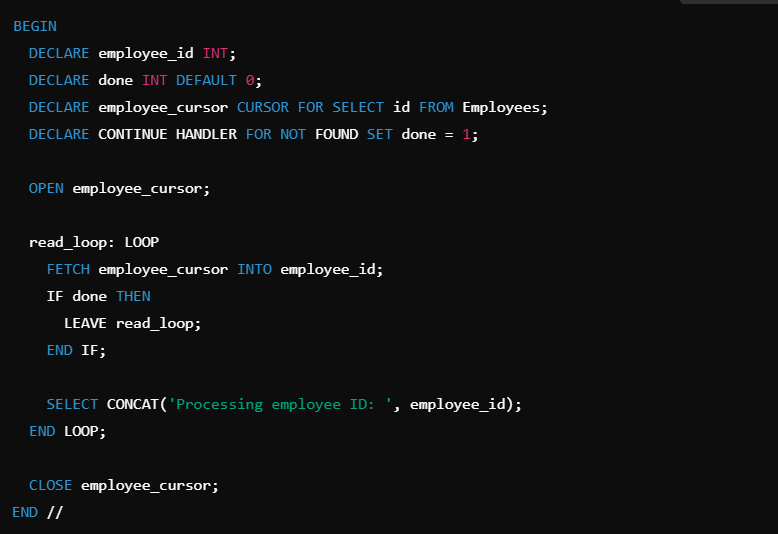 BEGIN
DECLARE employee_id INT;
DECLARE done INT DEFAULT 0;
DECLARE employee_cursor CURSOR FOR SELECT id FROM Employees;
DECLARE CONTINUE HANDLER FOR NOT FOUND SET done = 1;
OPEN employee_cursor;
read_loop: LOOP
FETCH employee_cursor INTO employee_id;
IF done THEN
LEAVE read_loop;
END IF;
SELECT CONCAT('Processing employee ID: ', employee_id);
END LOOP;
CLOSE employee_cursor;
END //